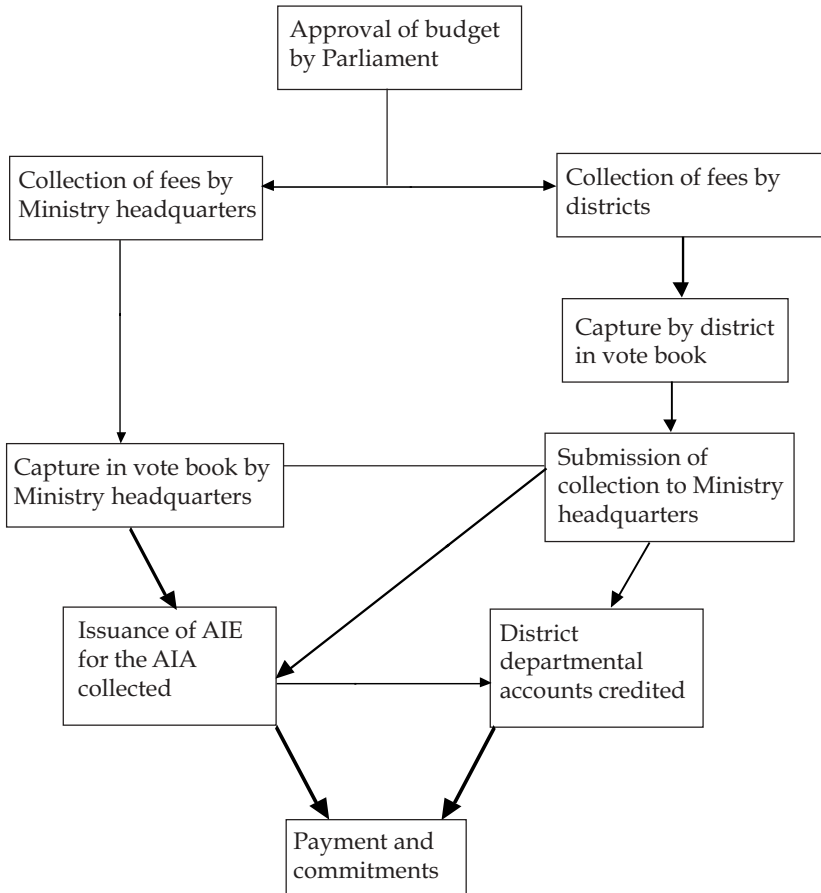 Approval of budget
by Parliament
Collection of fees by
Ministry headquarters
Collection of fees by
districts
Capture by district
in vote book
Capture in vote book by
Ministry headquarters
Submission of
collection to Ministry
headquarters
Issuance of AIE
for the AIA
collected
District
departmental
accounts credited
Payment and
commitments